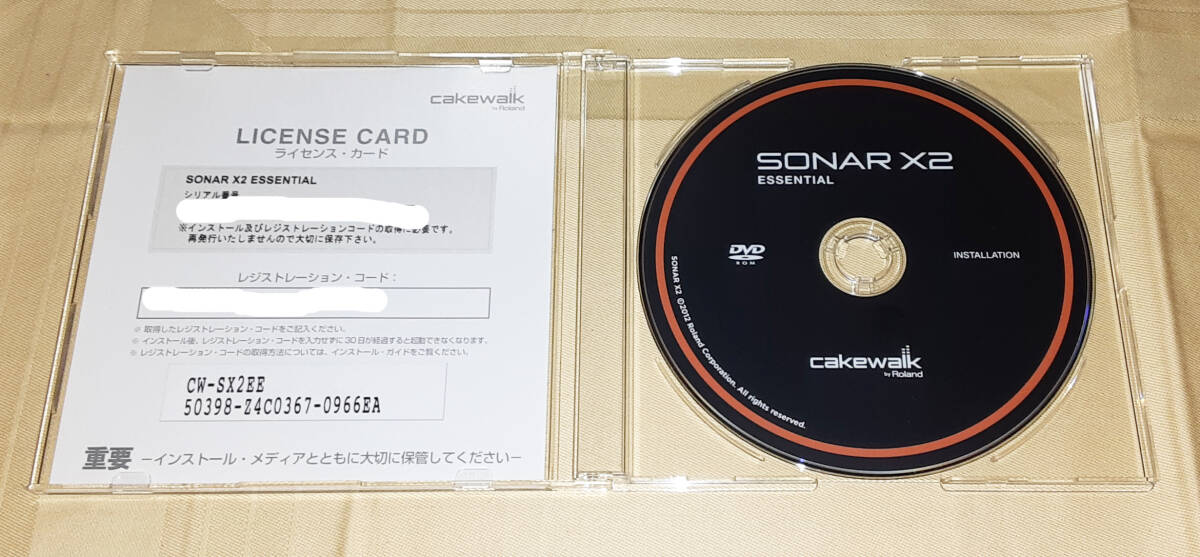 cakewalk
by Roland
LICENSE CARD
ライセンス・カード
SONAR X2 ESSENTIAL
シリアル番号
※インストール及びレジストレーションコードの取得に必要です。
再発行いたしませんので大切に保存下さい。
レジストレーション・コード：
※ 取得したレジストレーション・コードをご記入ください。
※ インストール後、レジストレーション・コードを入力せずに30日が経過すると起動できなくなります。
※ レジストレーション・コードの取得方法については、インストール・ガイドをご覧ください。
CW-SX2EE
50398-Z4C0367-0966EA
重要 －インストール・メディアとともに大切に保管してください－
SONAR X2
ESSENTIAL
DVD
ROM
INSTALLATION
SONAR X2 ©2012 Roland Corporation. All rights reserved.
cakewalk
by Roland